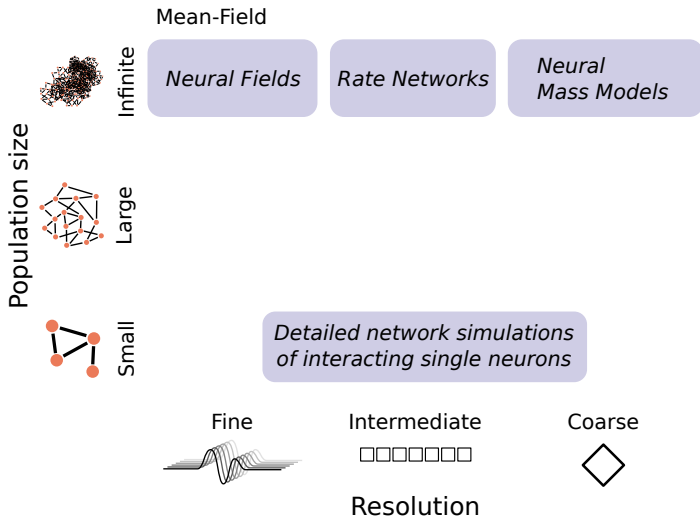 Mean-Field
Neural Fields
Rate Networks
Neural
Mass Models
Infinite
Large
Small
Population size
Detailed network simulations
of interacting single neurons
Fine
Intermediate
Coarse
Resolution